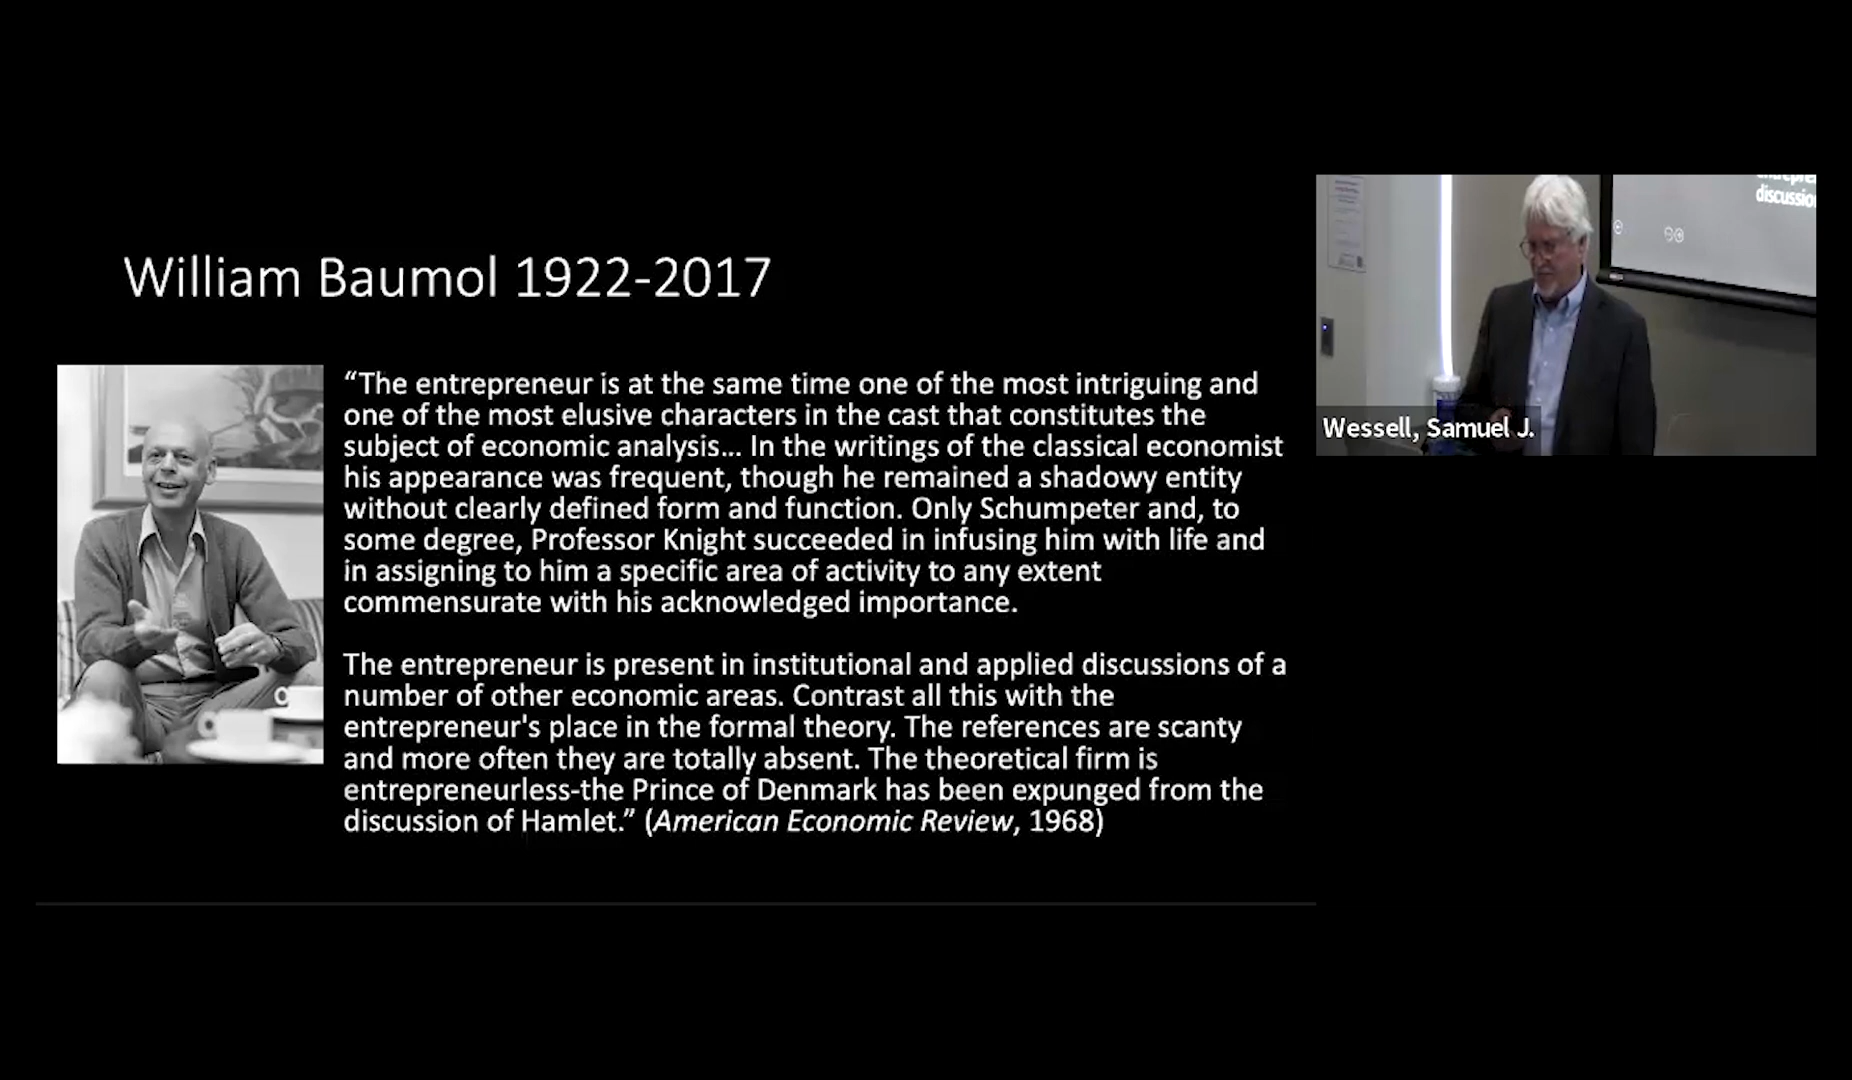 William Baumol 1922-2017
“The entrepreneur is at the same time one of the most intriguing and
one of the most elusive characters in the cast that constitutes the
subject of economic analysis… In the writings of the classical economist
his appearance was frequent, though he remained a shadowy entity
without clearly defined form and function. Only Schumpeter and, to
some degree, Professor Knight succeeded in infusing him with life and
in assigning to him a specific area of activity to any extent
commensurate with his acknowledged importance.
The entrepreneur is present in institutional and applied discussions of a
number of other economic areas. Contrast all this with the
entrepreneur's place in the formal theory. The references are scanty
and more often they are totally absent. The theoretical firm is
entrepreneurless-the Prince of Denmark has been expunged from the
discussion of Hamlet.” (American Economic Review, 1968)
Wessell, Samuel J.